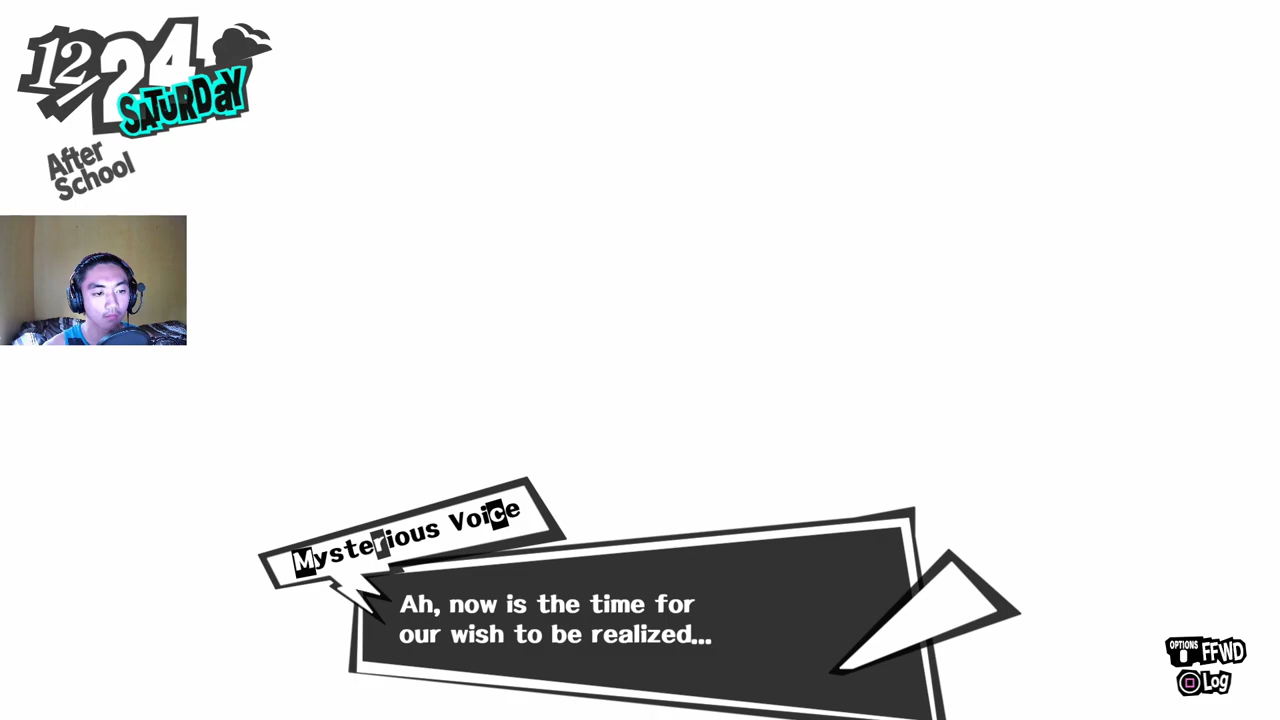 12/24
SATURDAY
After
School
Mysterious Voice
Ah, now is the time for
our wish to be realized...
OPTIONS FFWD
Log